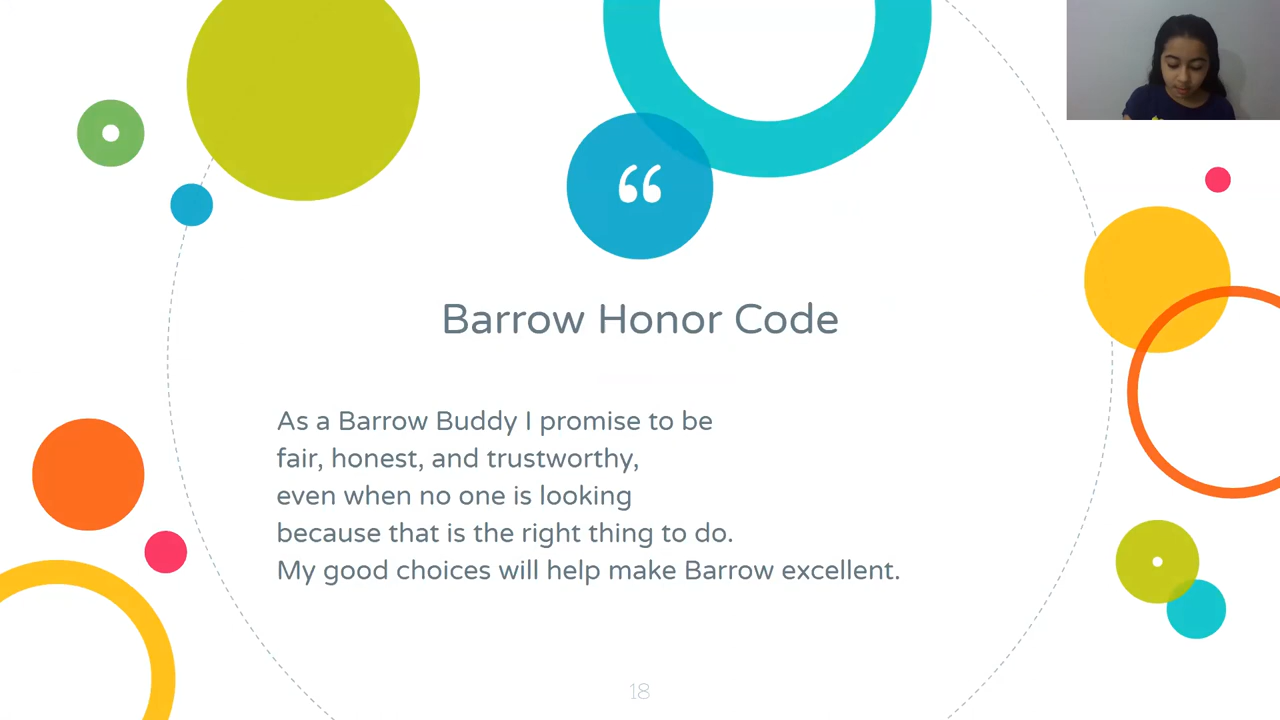 “
Barrow Honor Code
As a Barrow Buddy I promise to be
fair, honest, and trustworthy,
even when no one is looking
because that is the right thing to do.
My good choices will help make Barrow excellent.
18